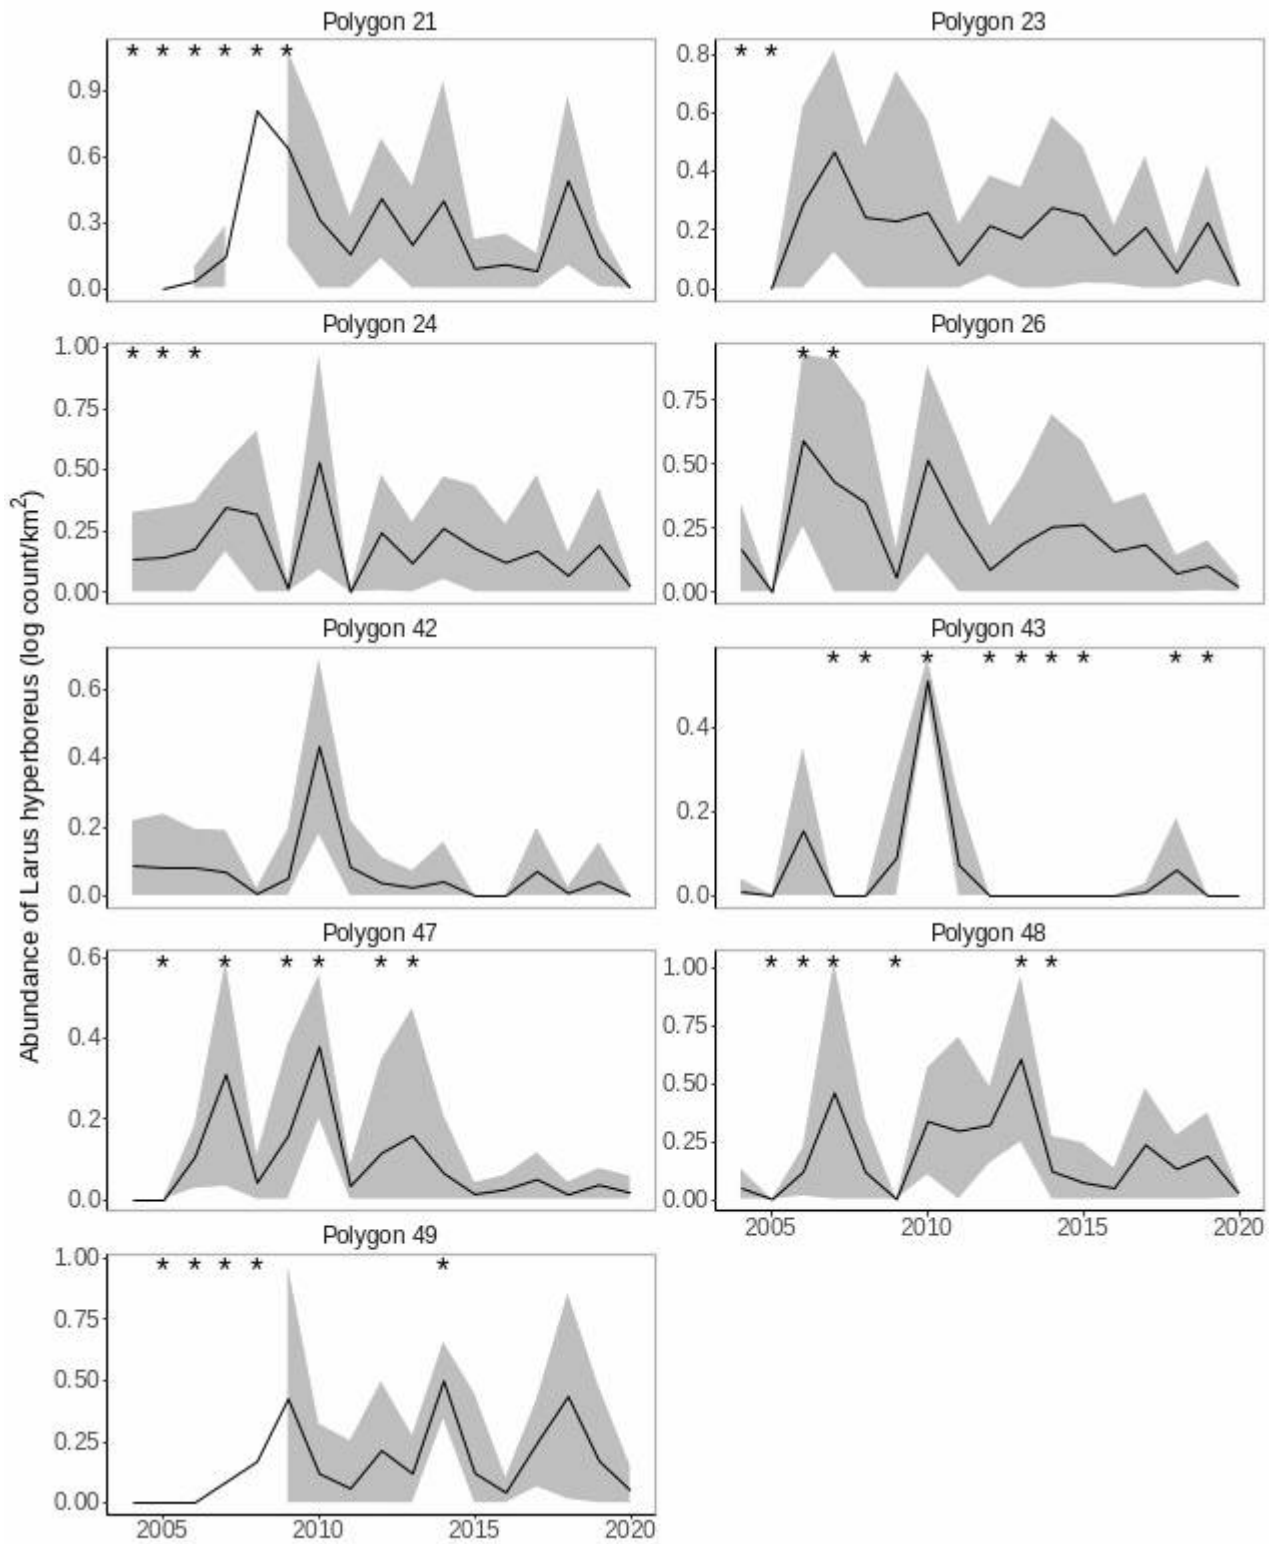 Polygon 21
* * * * * *
0.9
0.6
0.3
0.0
Polygon 23
* *
0.8
0.6
0.4
0.2
0.0
Polygon 24
* * *
1.00
0.75
0.50
0.25
0.00
Polygon 26
* *
0.75
0.50
0.25
0.00
Abundance of Larus hyperboreus (log count/km²)
Polygon 42
0.6
0.4
0.2
0.0
Polygon 43
* * * * * * * * *
0.4
0.2
0.0
Polygon 47
* * * * * *
0.6
0.4
0.2
0.0
Polygon 48
* * * * * *
1.00
0.75
0.50
0.25
0.00
2005 2010 2015 2020
Polygon 49
* * * * *
1.00
0.75
0.50
0.25
0.00
2005 2010 2015 2020